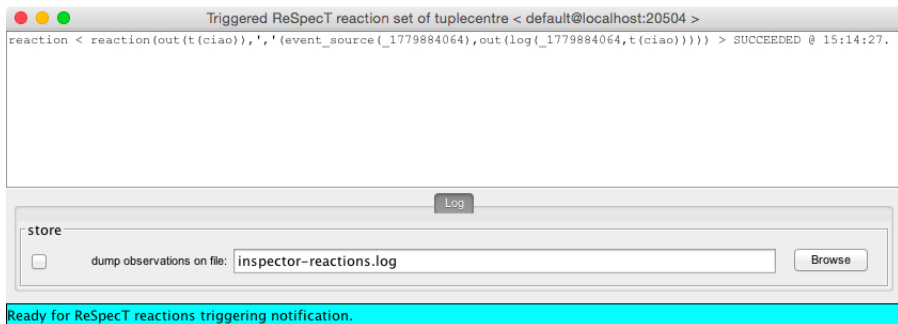 Triggered ReSpecT reaction set of tuplecentre < default@localhost:20504 >
reaction < reaction(out(t(ciao)),','(event_source(_1779884064),out(log(_1779884064,t(ciao))))) > SUCCEEDED @ 15:14:27.
Log
store
dump observations on file: inspector-reactions.log Browse
Ready for ReSpecT reactions triggering notification.